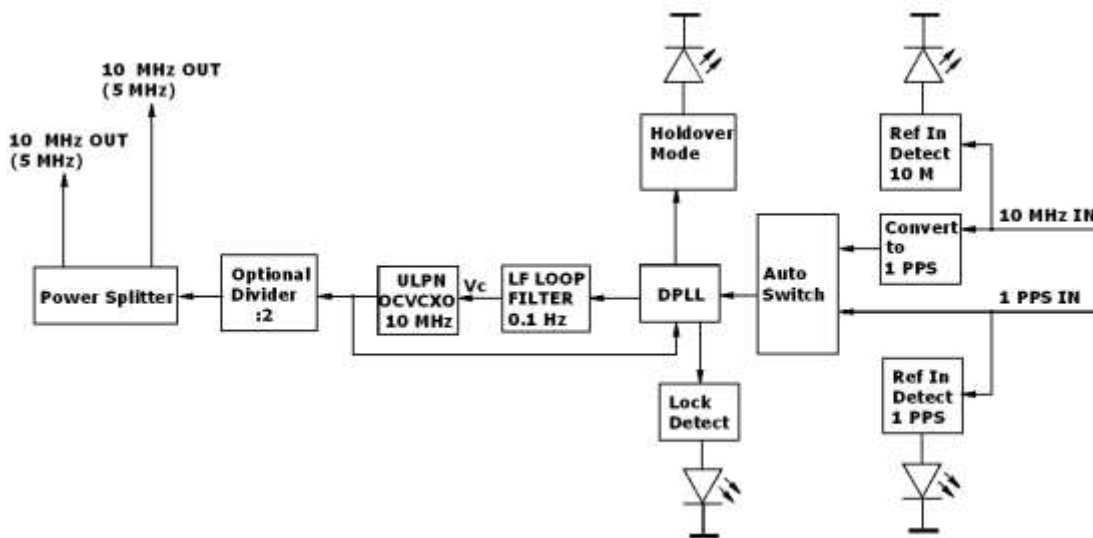 10 MHz OUT
(5 MHz)
10 MHz OUT
(5 MHz)
Holdover
Mode
Ref In
Detect
10 M
10 MHz IN
Convert
to
1 PPS
Power Splitter
Optional
Divider
:2
ULPN
OCVCXO
10 MHz
Vc
LF LOOP
FILTER
0.1 Hz
DPLL
Auto
Switch
1 PPS IN
Lock
Detect
Ref In
Detect
1 PPS